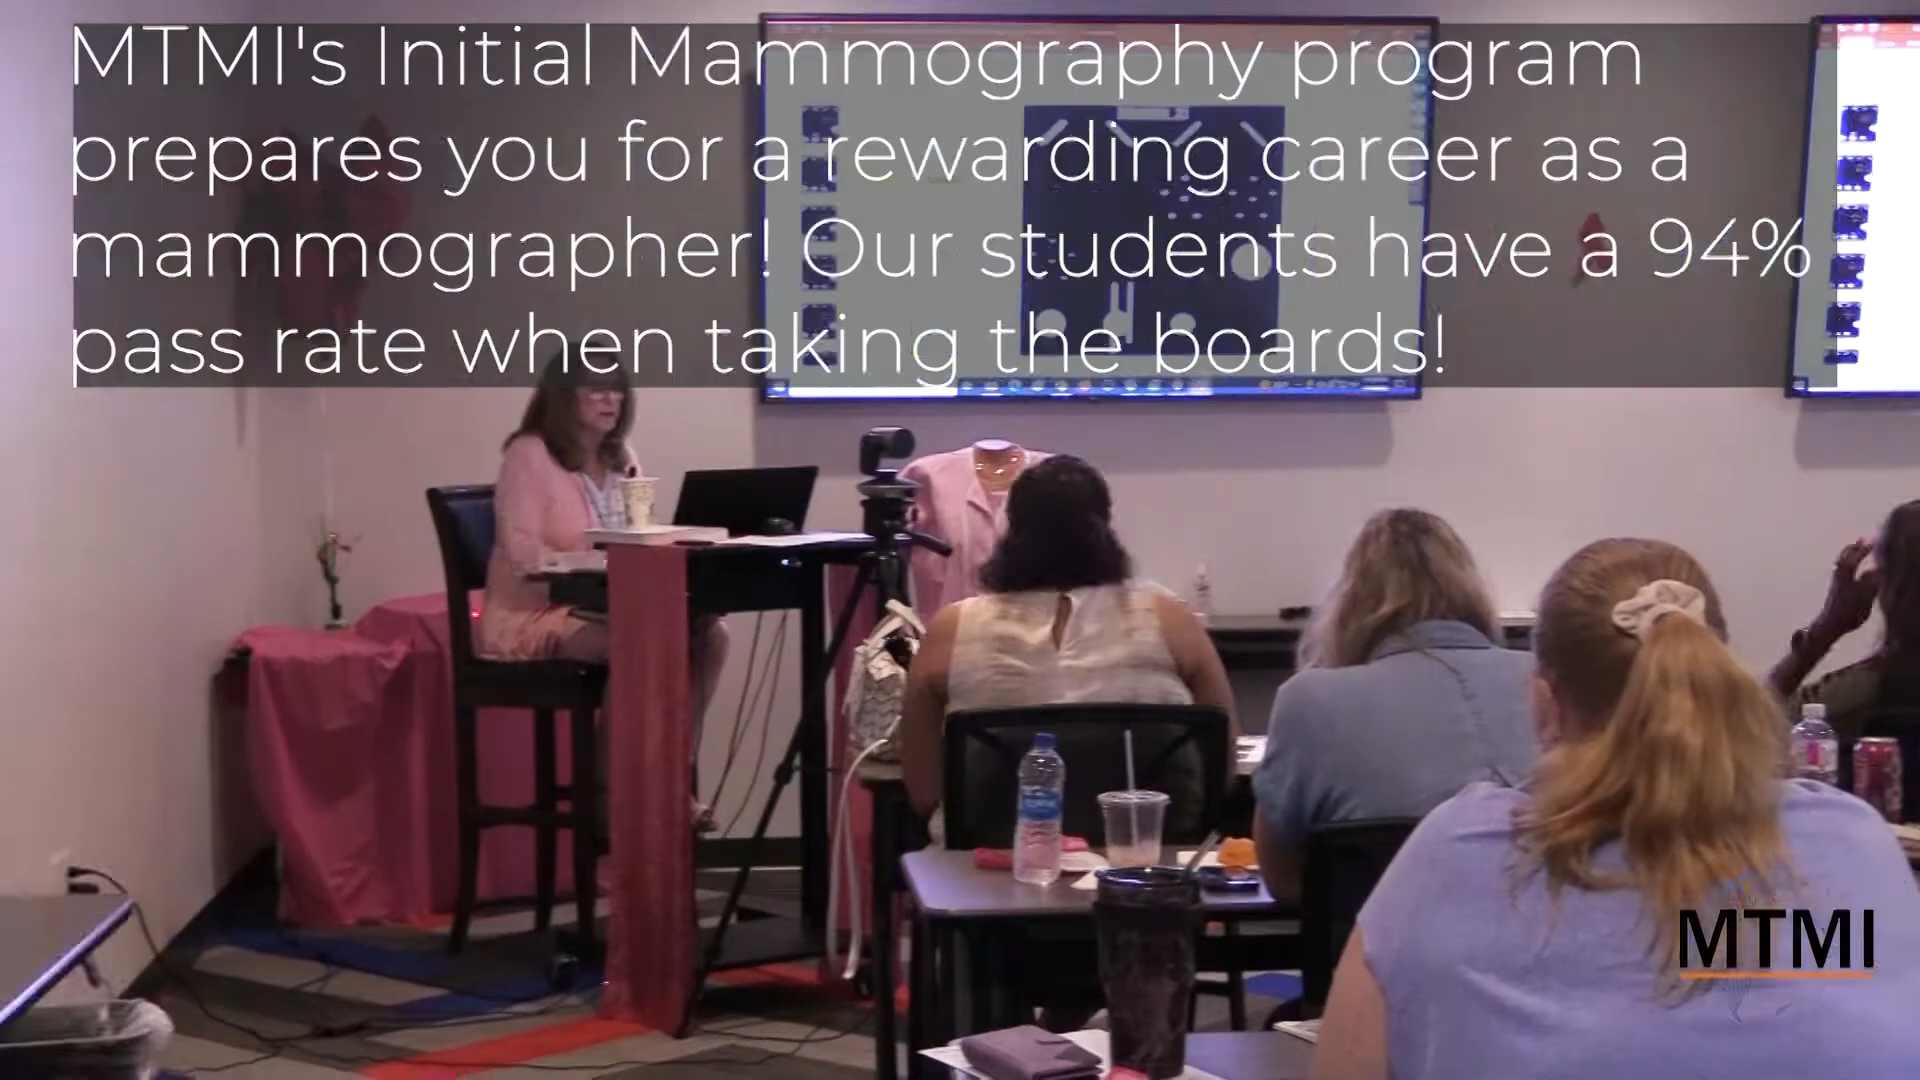 MTMI's Initial Mammography program
prepares you for a rewarding career as a
mammographer! Our students have a 94%
pass rate when taking the boards!
MTMI